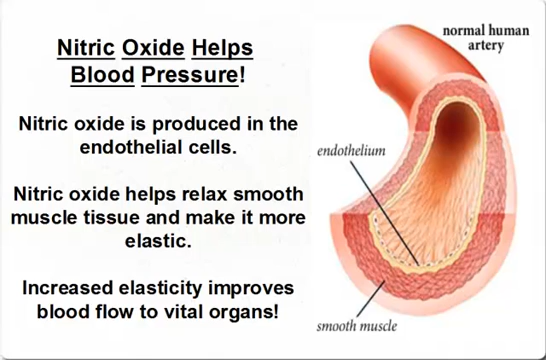 Nitric Oxide Helps
Blood Pressure!
Nitric oxide is produced in the
endothelial cells.
Nitric oxide helps relax smooth
muscle tissue and make it more
elastic.
Increased elasticity improves
blood flow to vital organs!
normal human
artery
endothelium
smooth muscle